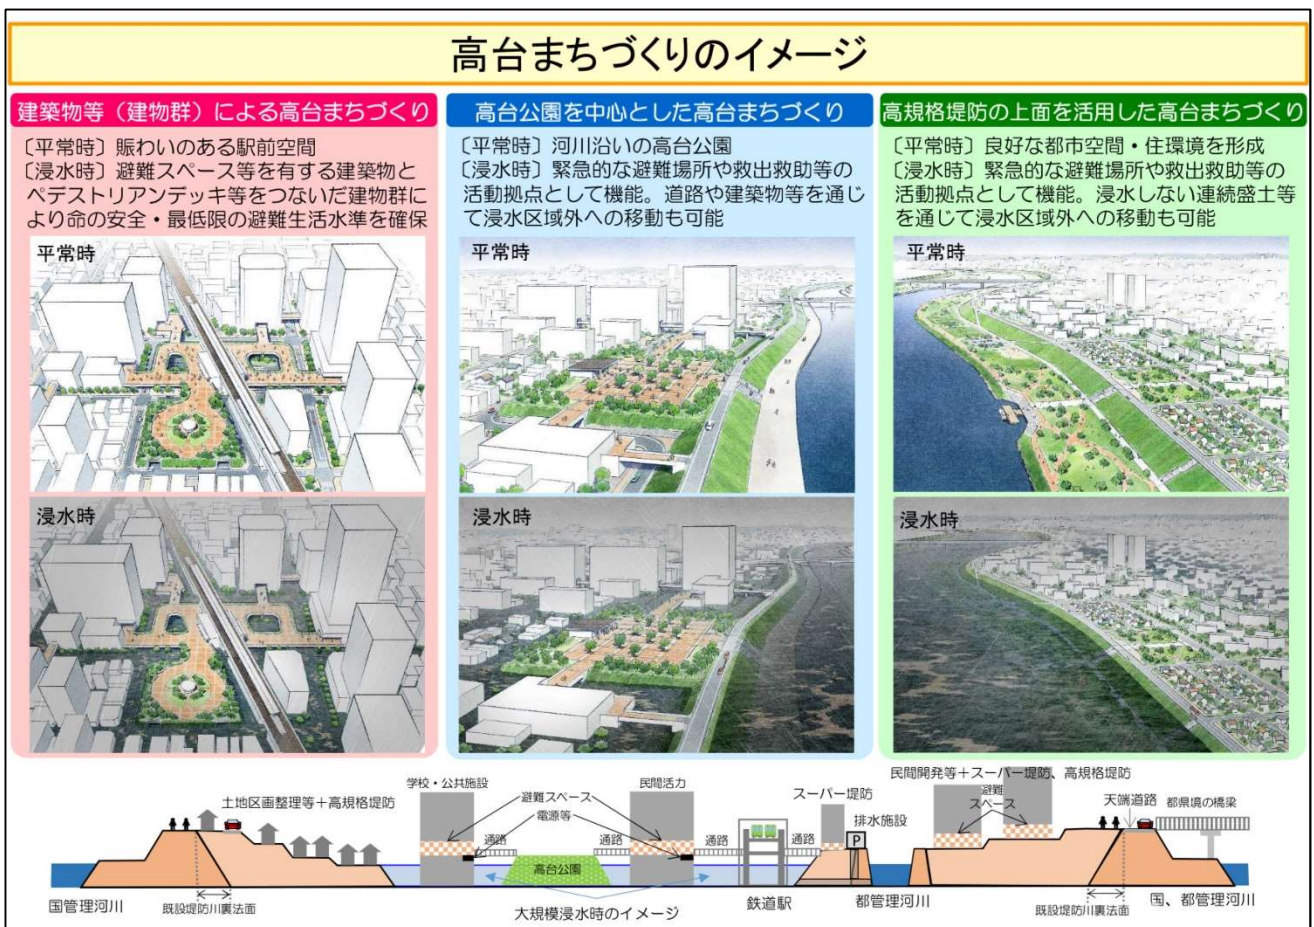 高台まちづくりのイメージ
建築物等（建物群）による高台まちづくり
〔平常時〕賑わいのある駅前空間
〔浸水時〕避難スペース等を有する建築物と
ペデストリアンデッキ等をつないだ建物群に
より命の安全・最低限の避難生活水準を確保
平常時
浸水時
高台公園を中心とした高台まちづくり
〔平常時〕河川沿いの高台公園
〔浸水時〕緊急的な避難場所や救出救助等の
活動拠点として機能。道路や建築物等を通じ
て浸水区域外への移動も可能
平常時
浸水時
高規格堤防の上面を活用した高台まちづくり
〔平常時〕良好な都市空間・住環境を形成
〔浸水時〕緊急的な避難場所や救出救助等の
活動拠点として機能。浸水しない連続盛土等
を通じて浸水区域外への移動も可能
平常時
浸水時
土地区画整理等＋高規格堤防
国管理河川
既設堤防川裏法面
学校・公共施設
避難スペース
電源等
通路
高台公園
大規模浸水時のイメージ
民間活力
通路
通路
鉄道駅
通路
スーパー堤防
排水施設
P
都管理河川
民間開発等＋スーパー堤防、高規格堤防
避難
スペース
天端道路
都県境の橋梁
既設堤防川裏法面
国、都管理河川